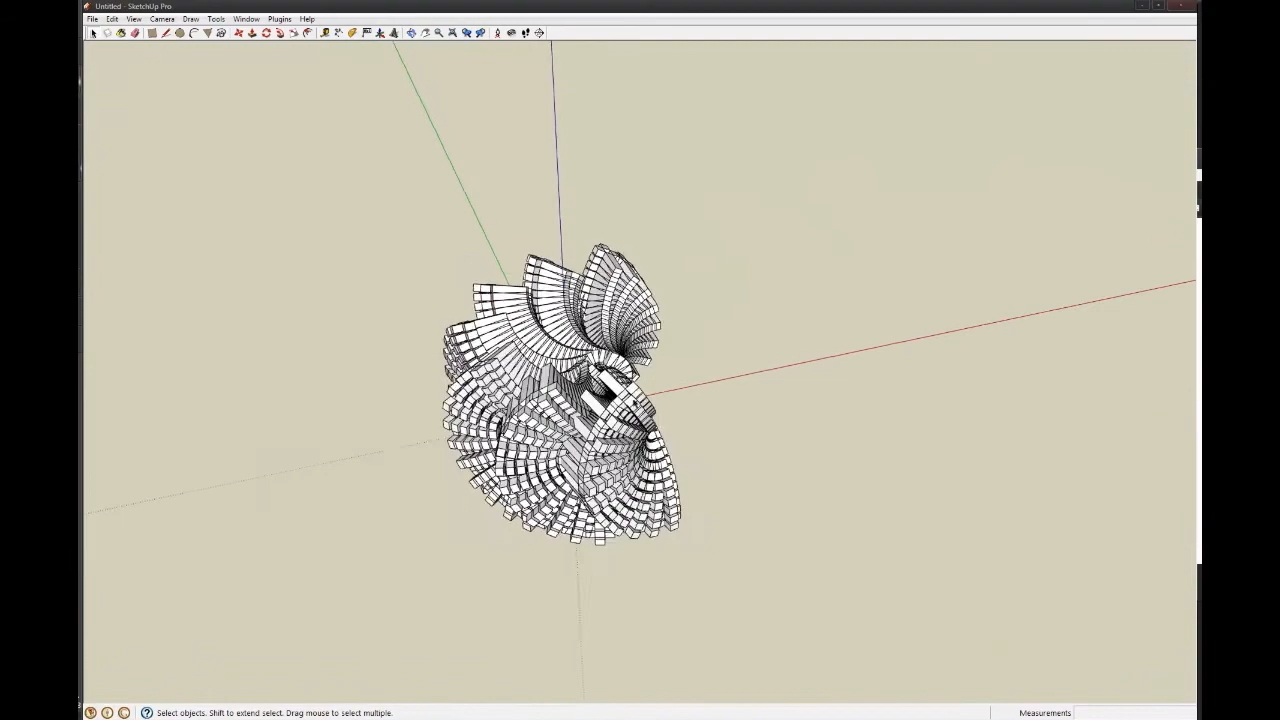 Untitled - SketchUp Pro
File Edit View Camera Draw Tools Window Plugins Help
Select objects. Shift to extend select. Drag mouse to select multiple.
Measurements